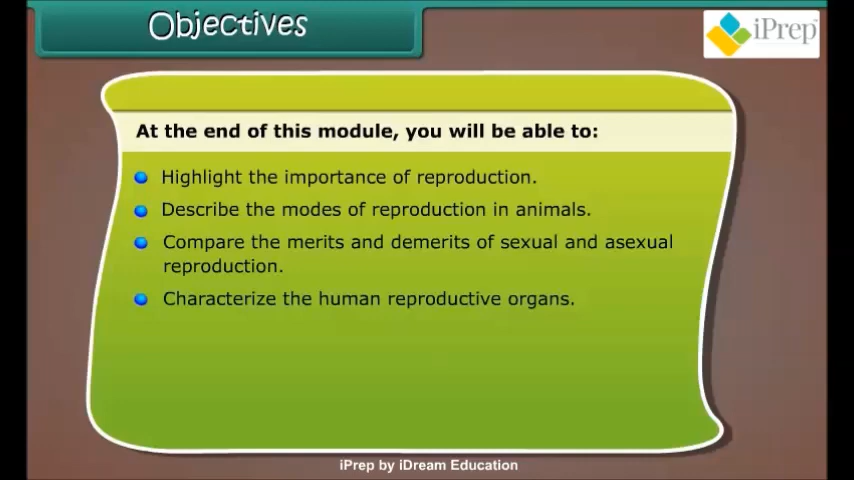 Objectives
iPrep
At the end of this module, you will be able to:
Highlight the importance of reproduction.
Describe the modes of reproduction in animals.
Compare the merits and demerits of sexual and asexual
reproduction.
Characterize the human reproductive organs.
iPrep by iDream Education